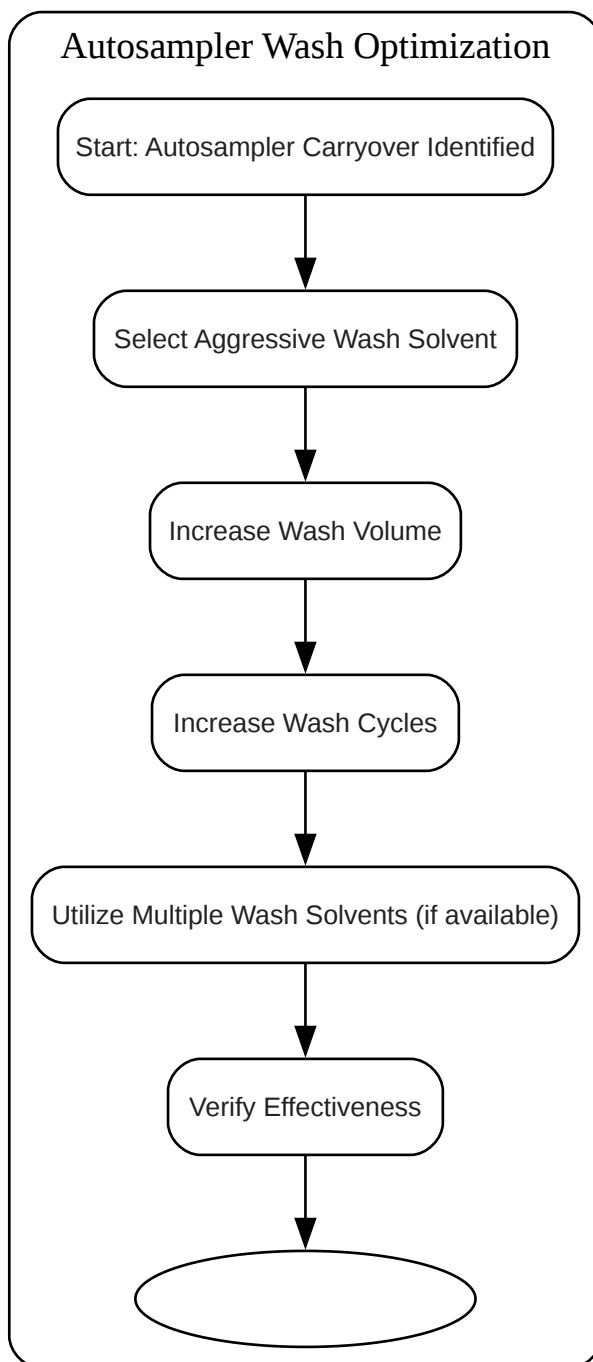 Autosampler Wash Optimization
Start: Autosampler Carryover Identified
Select Aggressive Wash Solvent
Increase Wash Volume
Increase Wash Cycles
Utilize Multiple Wash Solvents (if available)
Verify Effectiveness